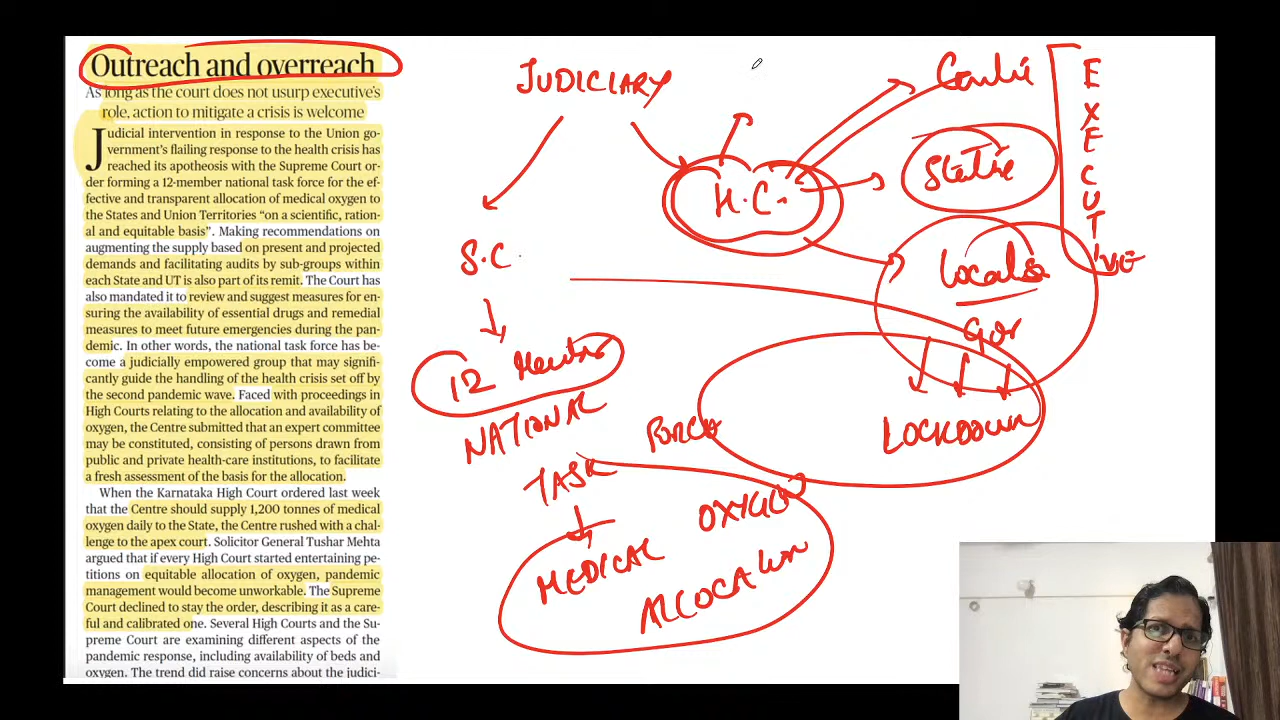 Outreach and overreach
As long as the court does not usurp executive's
role, action to mitigate a crisis is welcome
Judicial intervention in response to the Union go-
vernment's flailing response to the health crisis has
reached its apotheosis with the Supreme Court or-
der forming a 12-member national task force for the ef-
fective and transparent allocation of medical oxygen to
the States and Union Territories "on a scientific, ration-
al and equitable basis". Making recommendations on
augmenting the supply based on present and projected
demands and facilitating audits by sub-groups within
each State and UT is also part of its remit. The Court has
also mandated it to review and suggest measures for en-
suring the availability of essential drugs and remedial
measures to meet future emergencies during the pan-
demic. In other words, the national task force has be-
come a judicially empowered group that may signifi-
cantly guide the handling of the health crisis set off by
the second pandemic wave. Faced with proceedings in
High Courts relating to the allocation and availability of
oxygen, the Centre submitted that an expert committee
may be constituted, consisting of persons drawn from
public and private health-care institutions, to facilitate
a fresh assessment of the basis for the allocation.
When the Karnataka High Court ordered last week
that the Centre should supply 1,200 tonnes of medical
oxygen daily to the State, the Centre rushed with a chal-
lenge to the apex court. Solicitor General Tushar Mehta
argued that if every High Court started entertaining pe-
titions on equitable allocation of oxygen, pandemic
management would become unworkable. The Supreme
Court declined to stay the order, describing it as a care-
ful and calibrated one. Several High Courts and the Su-
preme Court are examining different aspects of the
pandemic response, including availability of beds and
oxygen. The trend did raise concerns about the judici-
JUDICIARY
S.C.
12
NATIONAL
TASK
FORCE
MEDICAL
OXYGEN
ALLOCATION
H.C.
State
Local
Gov
LOCKDOWN
EXECUTIVE